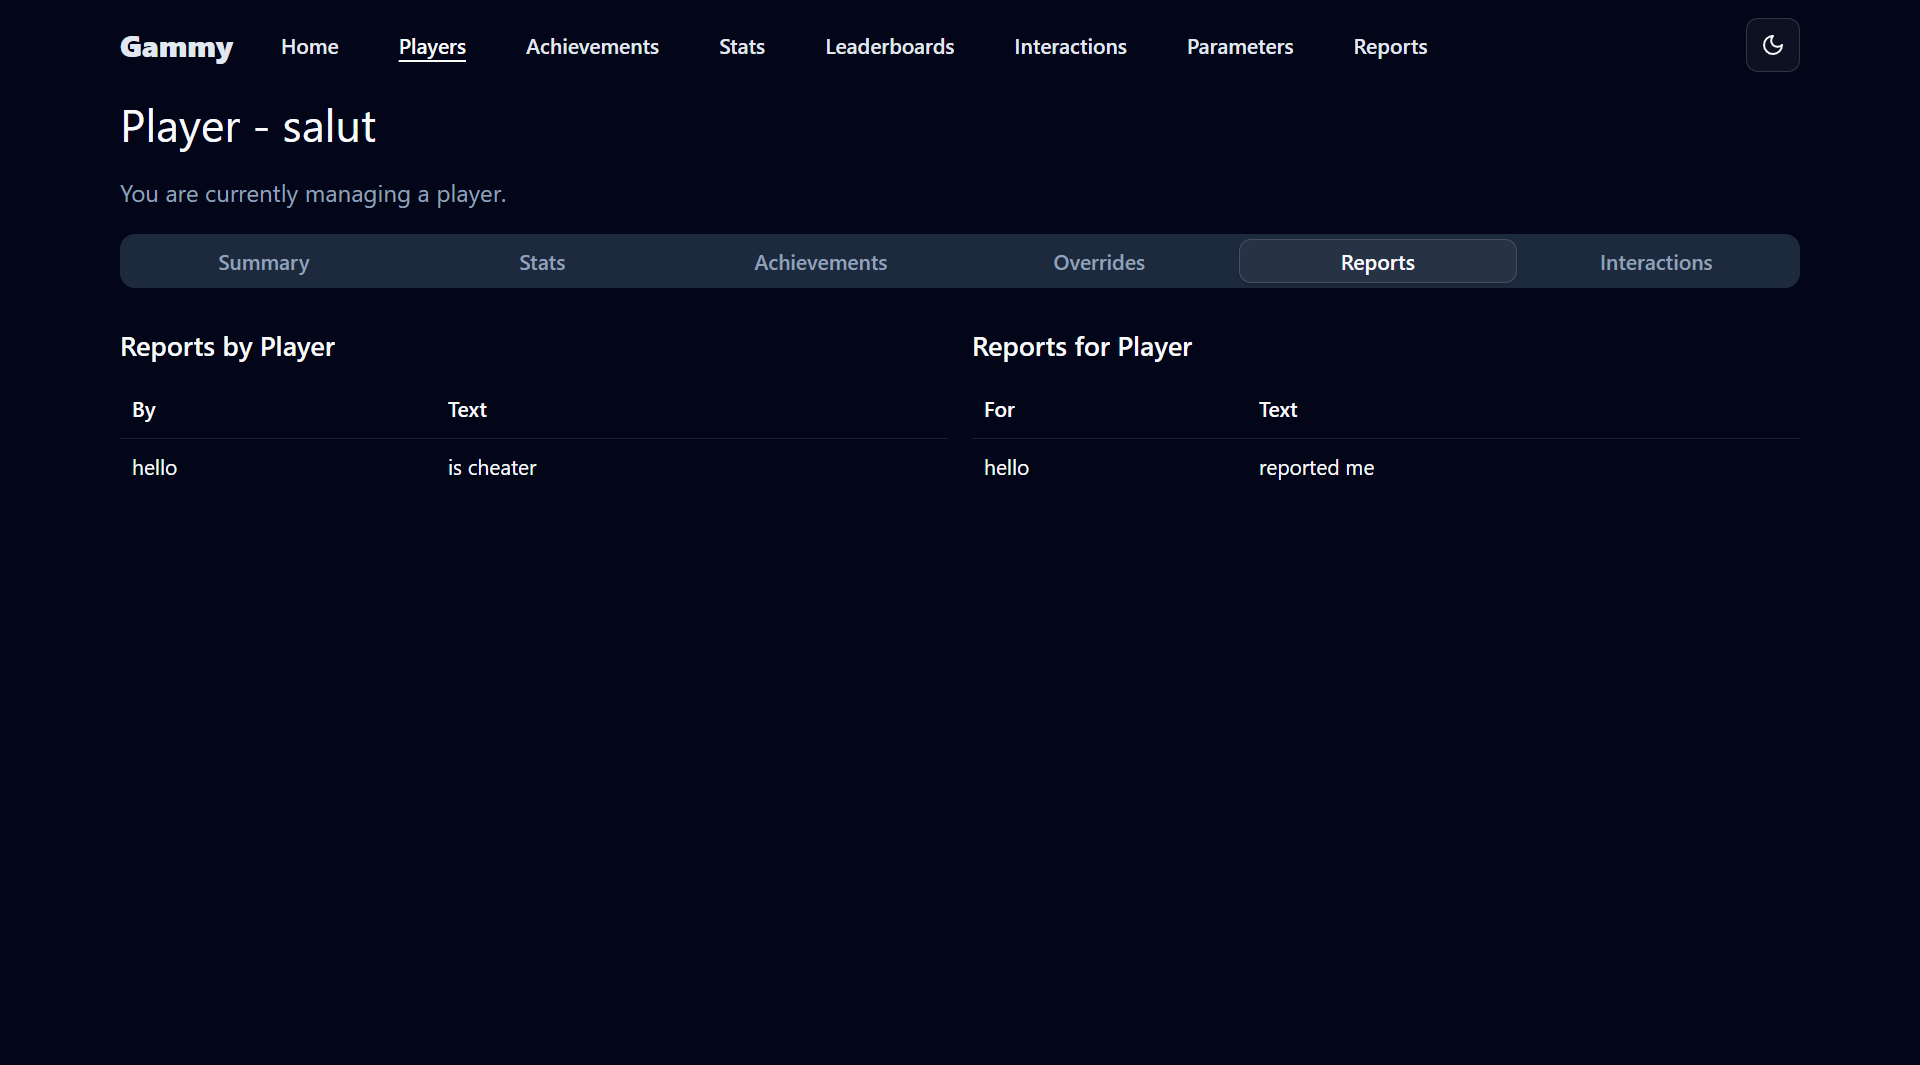 Gammy Home Players Achievements Stats Leaderboards Interactions Parameters Reports
Player - salut
You are currently managing a player.
Summary Stats Achievements Overrides Reports Interactions
Reports by Player
By Text
hello is cheater
Reports for Player
For Text
hello reported me